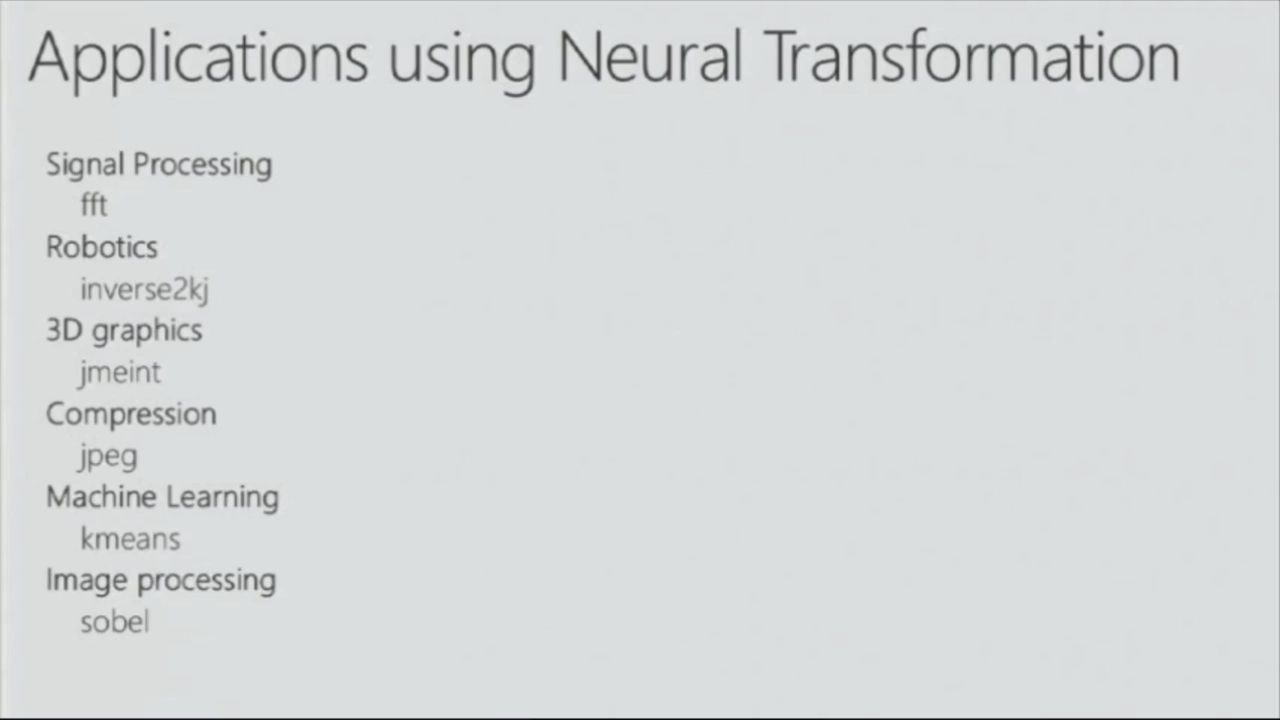 Applications using Neural Transformation
Signal Processing
fft
Robotics
inverse2kj
3D graphics
jmeint
Compression
jpeg
Machine Learning
kmeans
Image processing
sobel